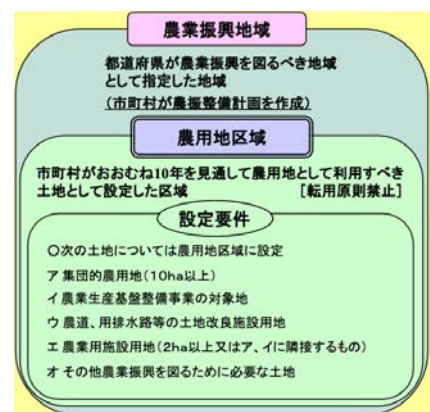 農業振興地域
都道府県が農業振興を図るべき地域
として指定した地域
（市町村が農振整備計画を作成）
農用地区域
市町村がおおむね10年を見通して農用地として利用すべき
土地として設定した区域　　　　　［転用原則禁止］
設定要件
〇次の土地については農用地区域に設定
ア 集団的農用地（10ha以上）
イ 農業生産基盤整備事業の対象地
ウ 農道、用排水路等の土地改良施設用地
エ 農業用施設用地（2ha以上又はア、イに隣接するもの）
オ その他農業振興を図るために必要な土地